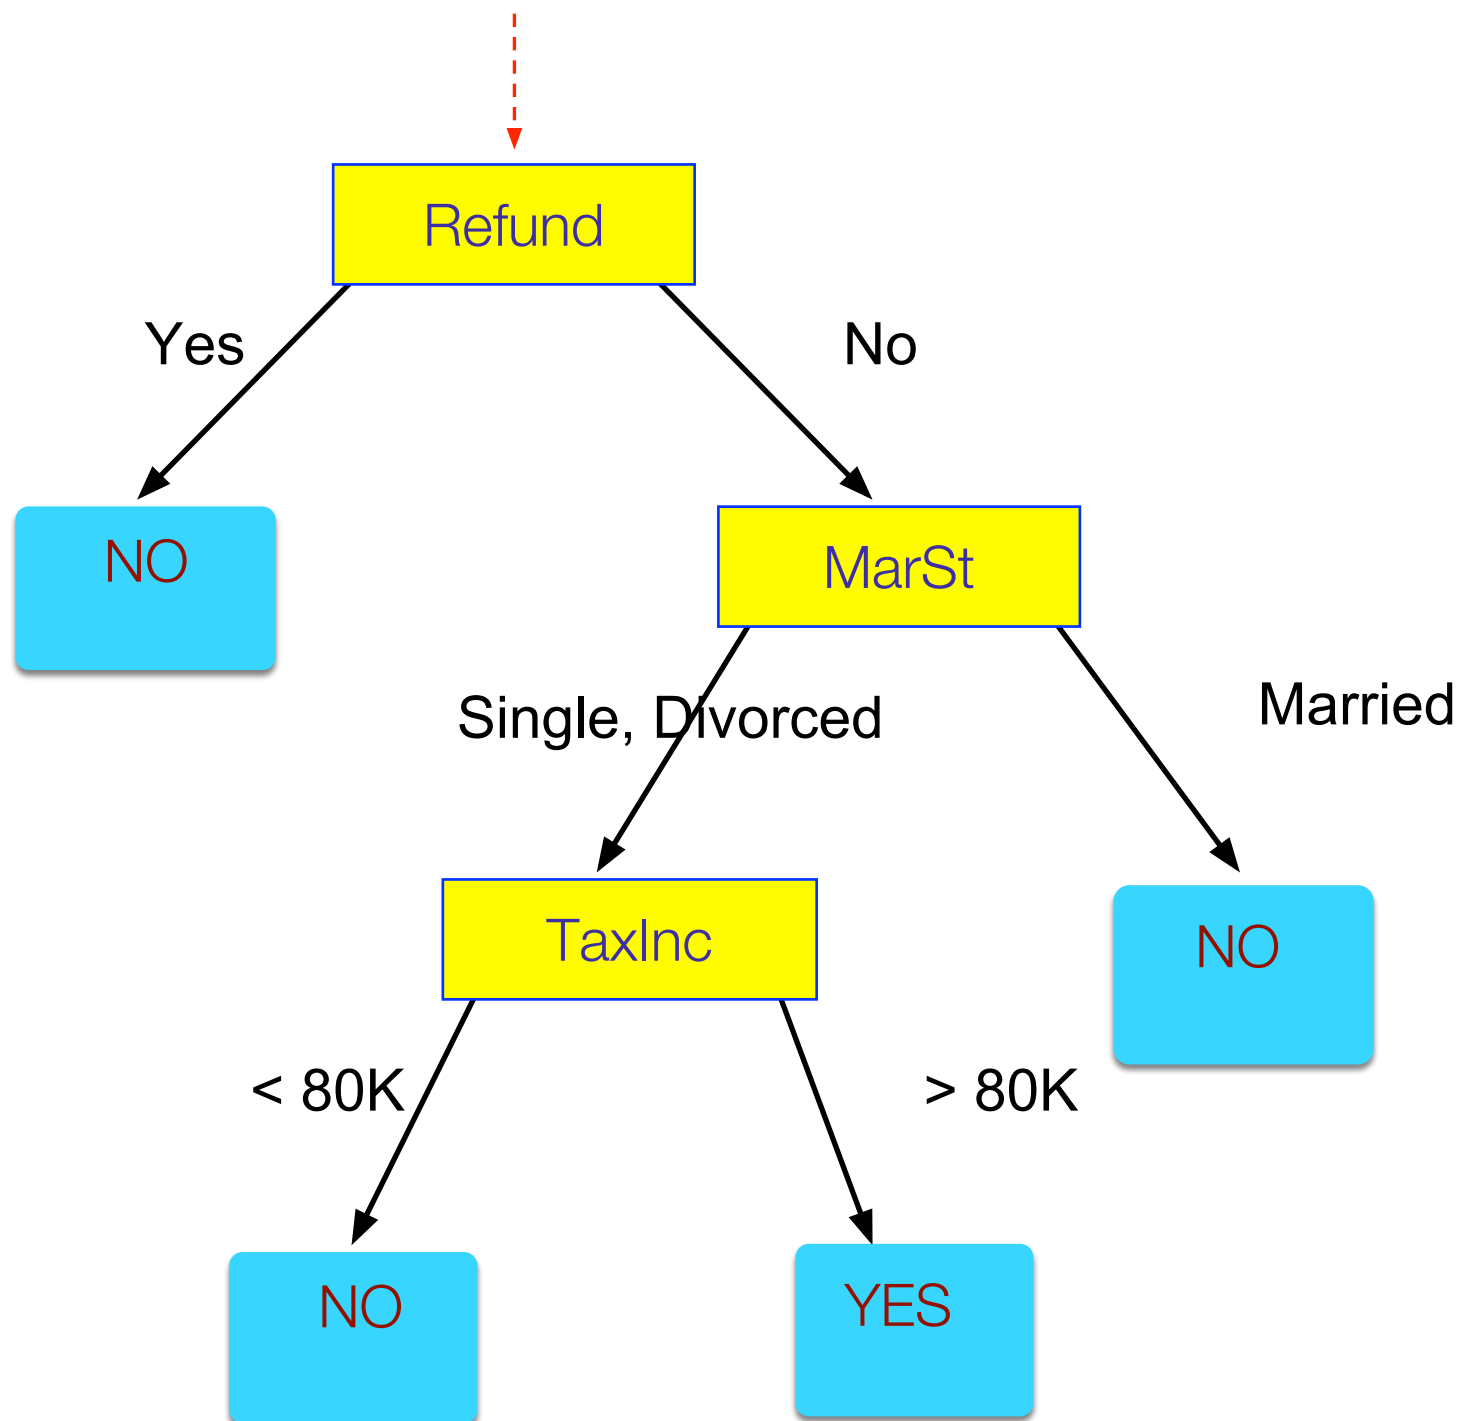 Refund
Yes
No
NO
MarSt
Single, Divorced
Married
TaxInc
NO
< 80K
> 80K
NO
YES